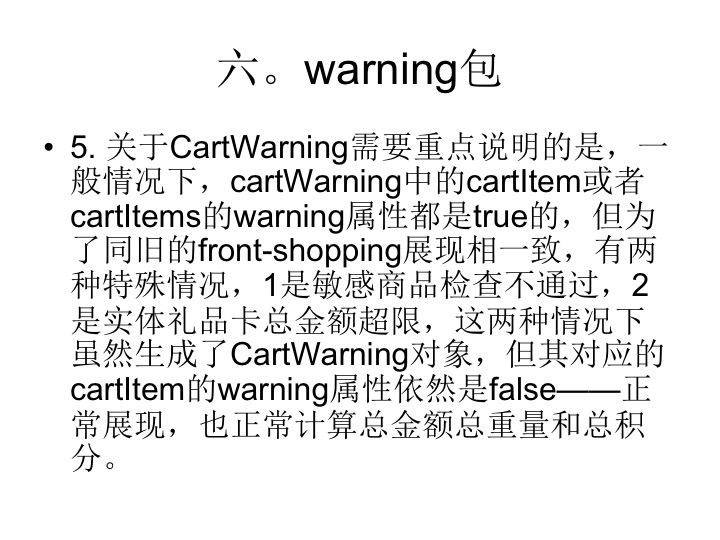 六。warning包
• 5. 关于CartWarning需要重点说明的是，一
般情况下，cartWarning中的cartItem或者
cartItems的warning属性都是true的，但为
了同旧的front-shopping展现相一致，有两
种特殊情况，1是敏感商品检查不通过，2
是实体礼品卡总金额超限，这两种情况下
虽然生成了CartWarning对象，但其对应的
cartItem的warning属性依然是false——正
常展现，也正常计算总金额总重量和总积
分。